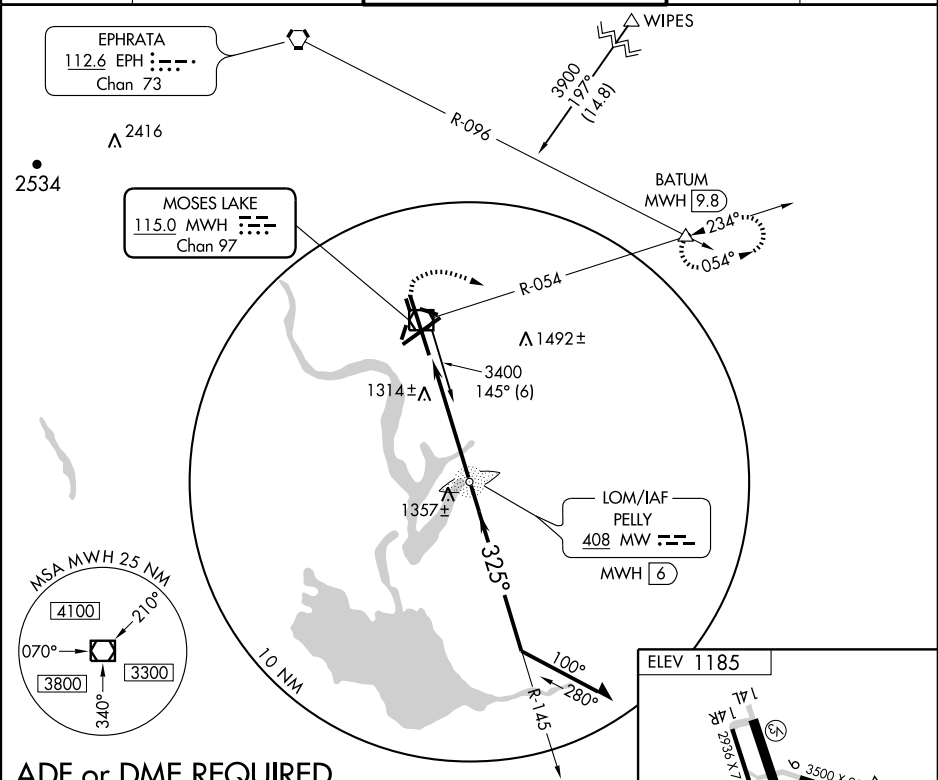 WIPES
EPHRATA
112.6 EPH
Chan 73
3900
197°
(14.8)
R-096
2416
2534
BATUM
MWH 9.8
MOSES LAKE
115.0 MWH
Chan 97
234°
054°
R-054
1492±
3400
145° (6)
1314±
1357±
LOM/IAF
PELLY
408 MW
MWH 6
325°
MSA MWH 25 NM
4100
210°
070°
3800
3300
340°
10 NM
100°
280°
R-145
ELEV 1185
14L
14R
V3
2936 X 7
9
3500 X
A
ADF or DME REQUIRED